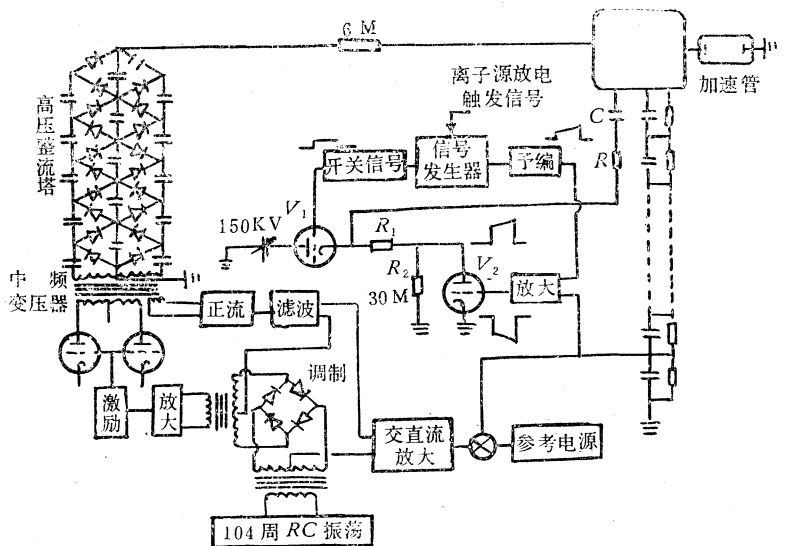 6 M
加速管
离子源放电
触发信号
高压整流塔
C
开关信号
信号
发生器
予编
R
V₁
150KV
R₁
R₂
30 M
V₂
放大
中 频
变压器
正流
滤波
调制
激励
放大
交直流
放大
参考电源
104 周 RC 振荡